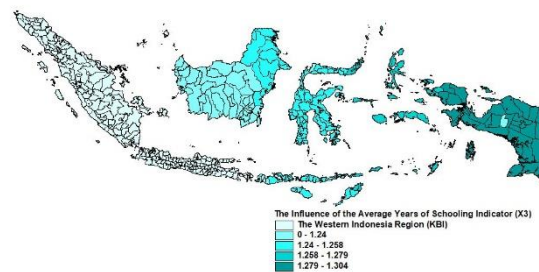 The Influence of the Average Years of Schooling Indicator (X3)
The Western Indonesia Region (KBI)
0 - 1.24
1.24 - 1.258
1.258 - 1.279
1.279 - 1.304